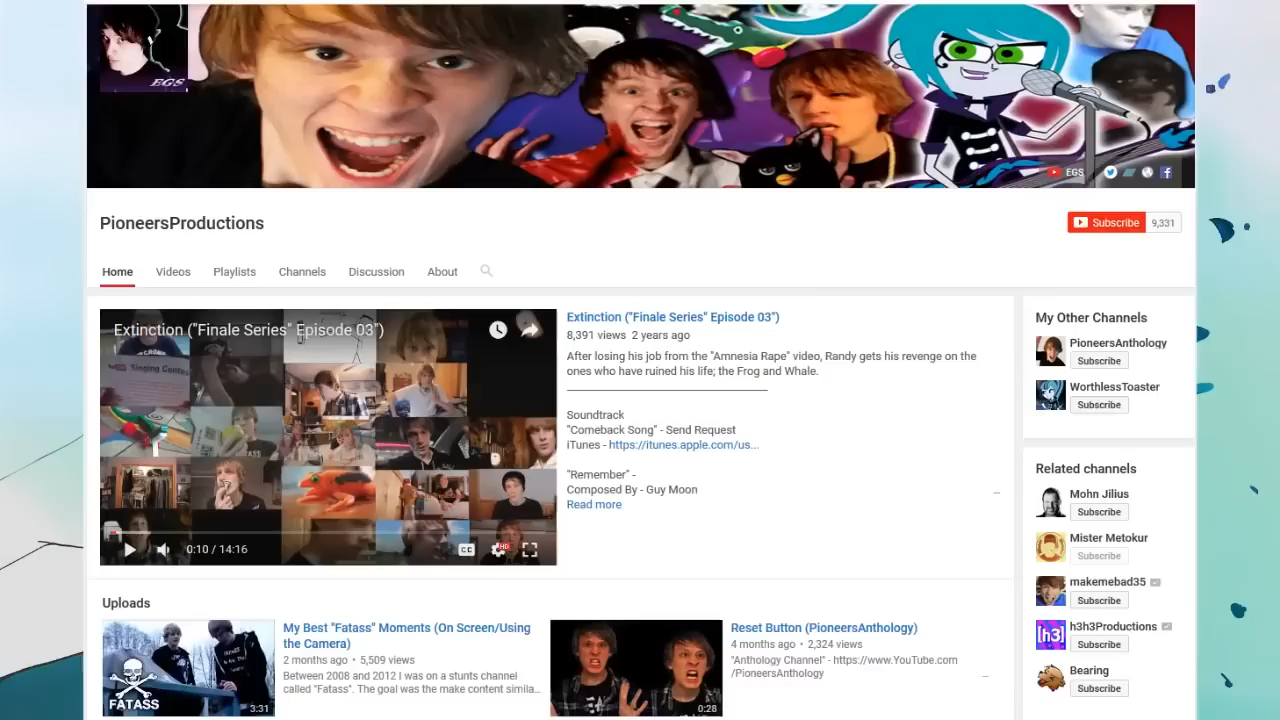 EGS
EGS
PioneersProductions
Subscribe 9,331
Home Videos Playlists Channels Discussion About
Extinction ("Finale Series" Episode 03")
0:10 / 14:16
CC HD
Extinction ("Finale Series" Episode 03")
8,391 views 2 years ago
After losing his job from the "Amnesia Rape" video, Randy gets his revenge on the
ones who have ruined his life; the Frog and Whale.
Soundtrack
"Comeback Song" - Send Request
iTunes - https://itunes.apple.com/us...
"Remember" -
Composed By - Guy Moon
Read more
My Other Channels
PioneersAnthology
Subscribe
WorthlessToaster
Subscribe
Related channels
Mohn Jilius
Subscribe
Mister Metokur
Subscribe
makemebad35
Subscribe
[h3]
h3h3Productions
Subscribe
Bearing
Subscribe
Uploads
FATASS
3:31
My Best "Fatass" Moments (On Screen/Using
the Camera)
2 months ago • 5,509 views
Between 2008 and 2012 I was on a stunts channel
called "Fatass". The goal was the make content simila...
0:28
Reset Button (PioneersAnthology)
4 months ago • 2,324 views
"Anthology Channel" - https://www.YouTube.com
/PioneersAnthology